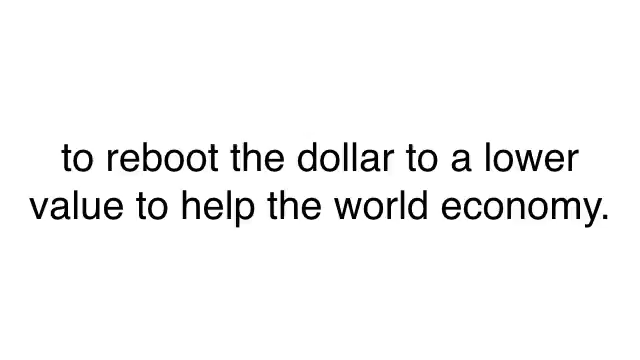 to reboot the dollar to a lower
value to help the world economy.